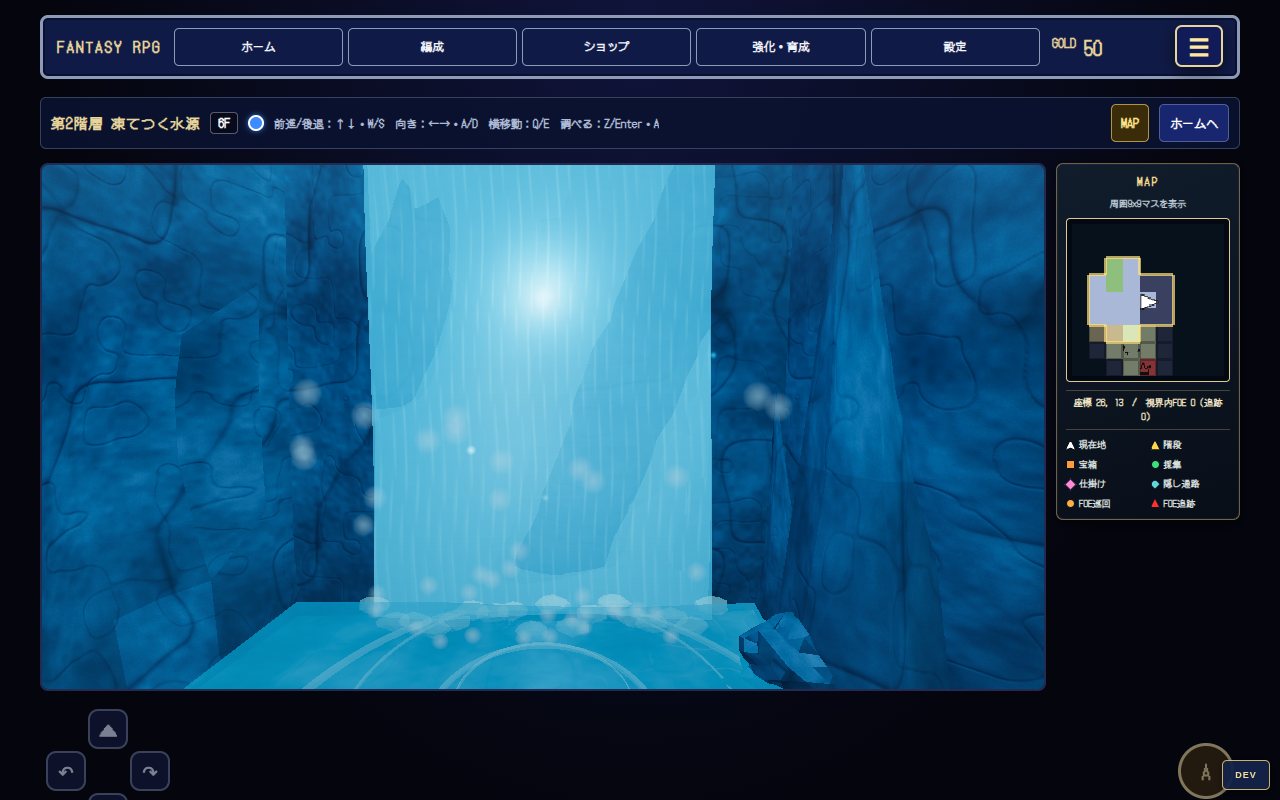 FANTASY RPG
ホーム
編成
ショップ
強化・育成
設定
GOLD 50
第2階層 凍てつく水源
6F
前進/後退：↑↓・W/S 向き：←→・A/D 横移動：Q/E 調べる：Z/Enter・A
MAP
ホームへ
MAP
周囲9x9マスを表示
座標 26, 13 / 視界内FOE 0（追跡
0）
現在地
階段
宝箱
採集
仕掛け
隠し通路
FOE巡回
FOE追跡
A
DEV